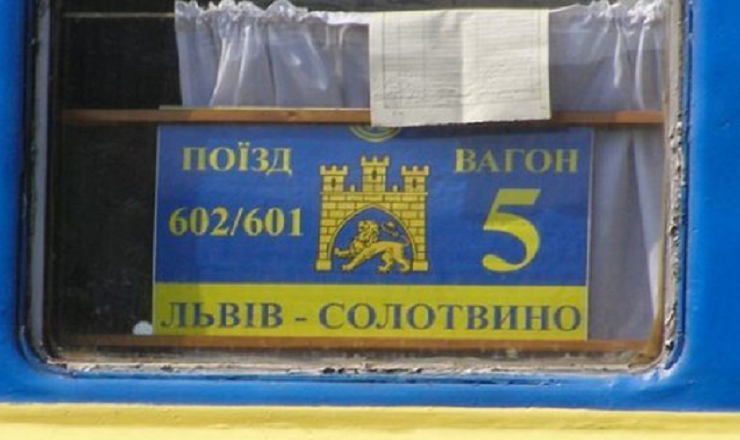 ПОЇЗД ВАГОН
602/601 5
ЛЬВІВ - СОЛОТВИНО